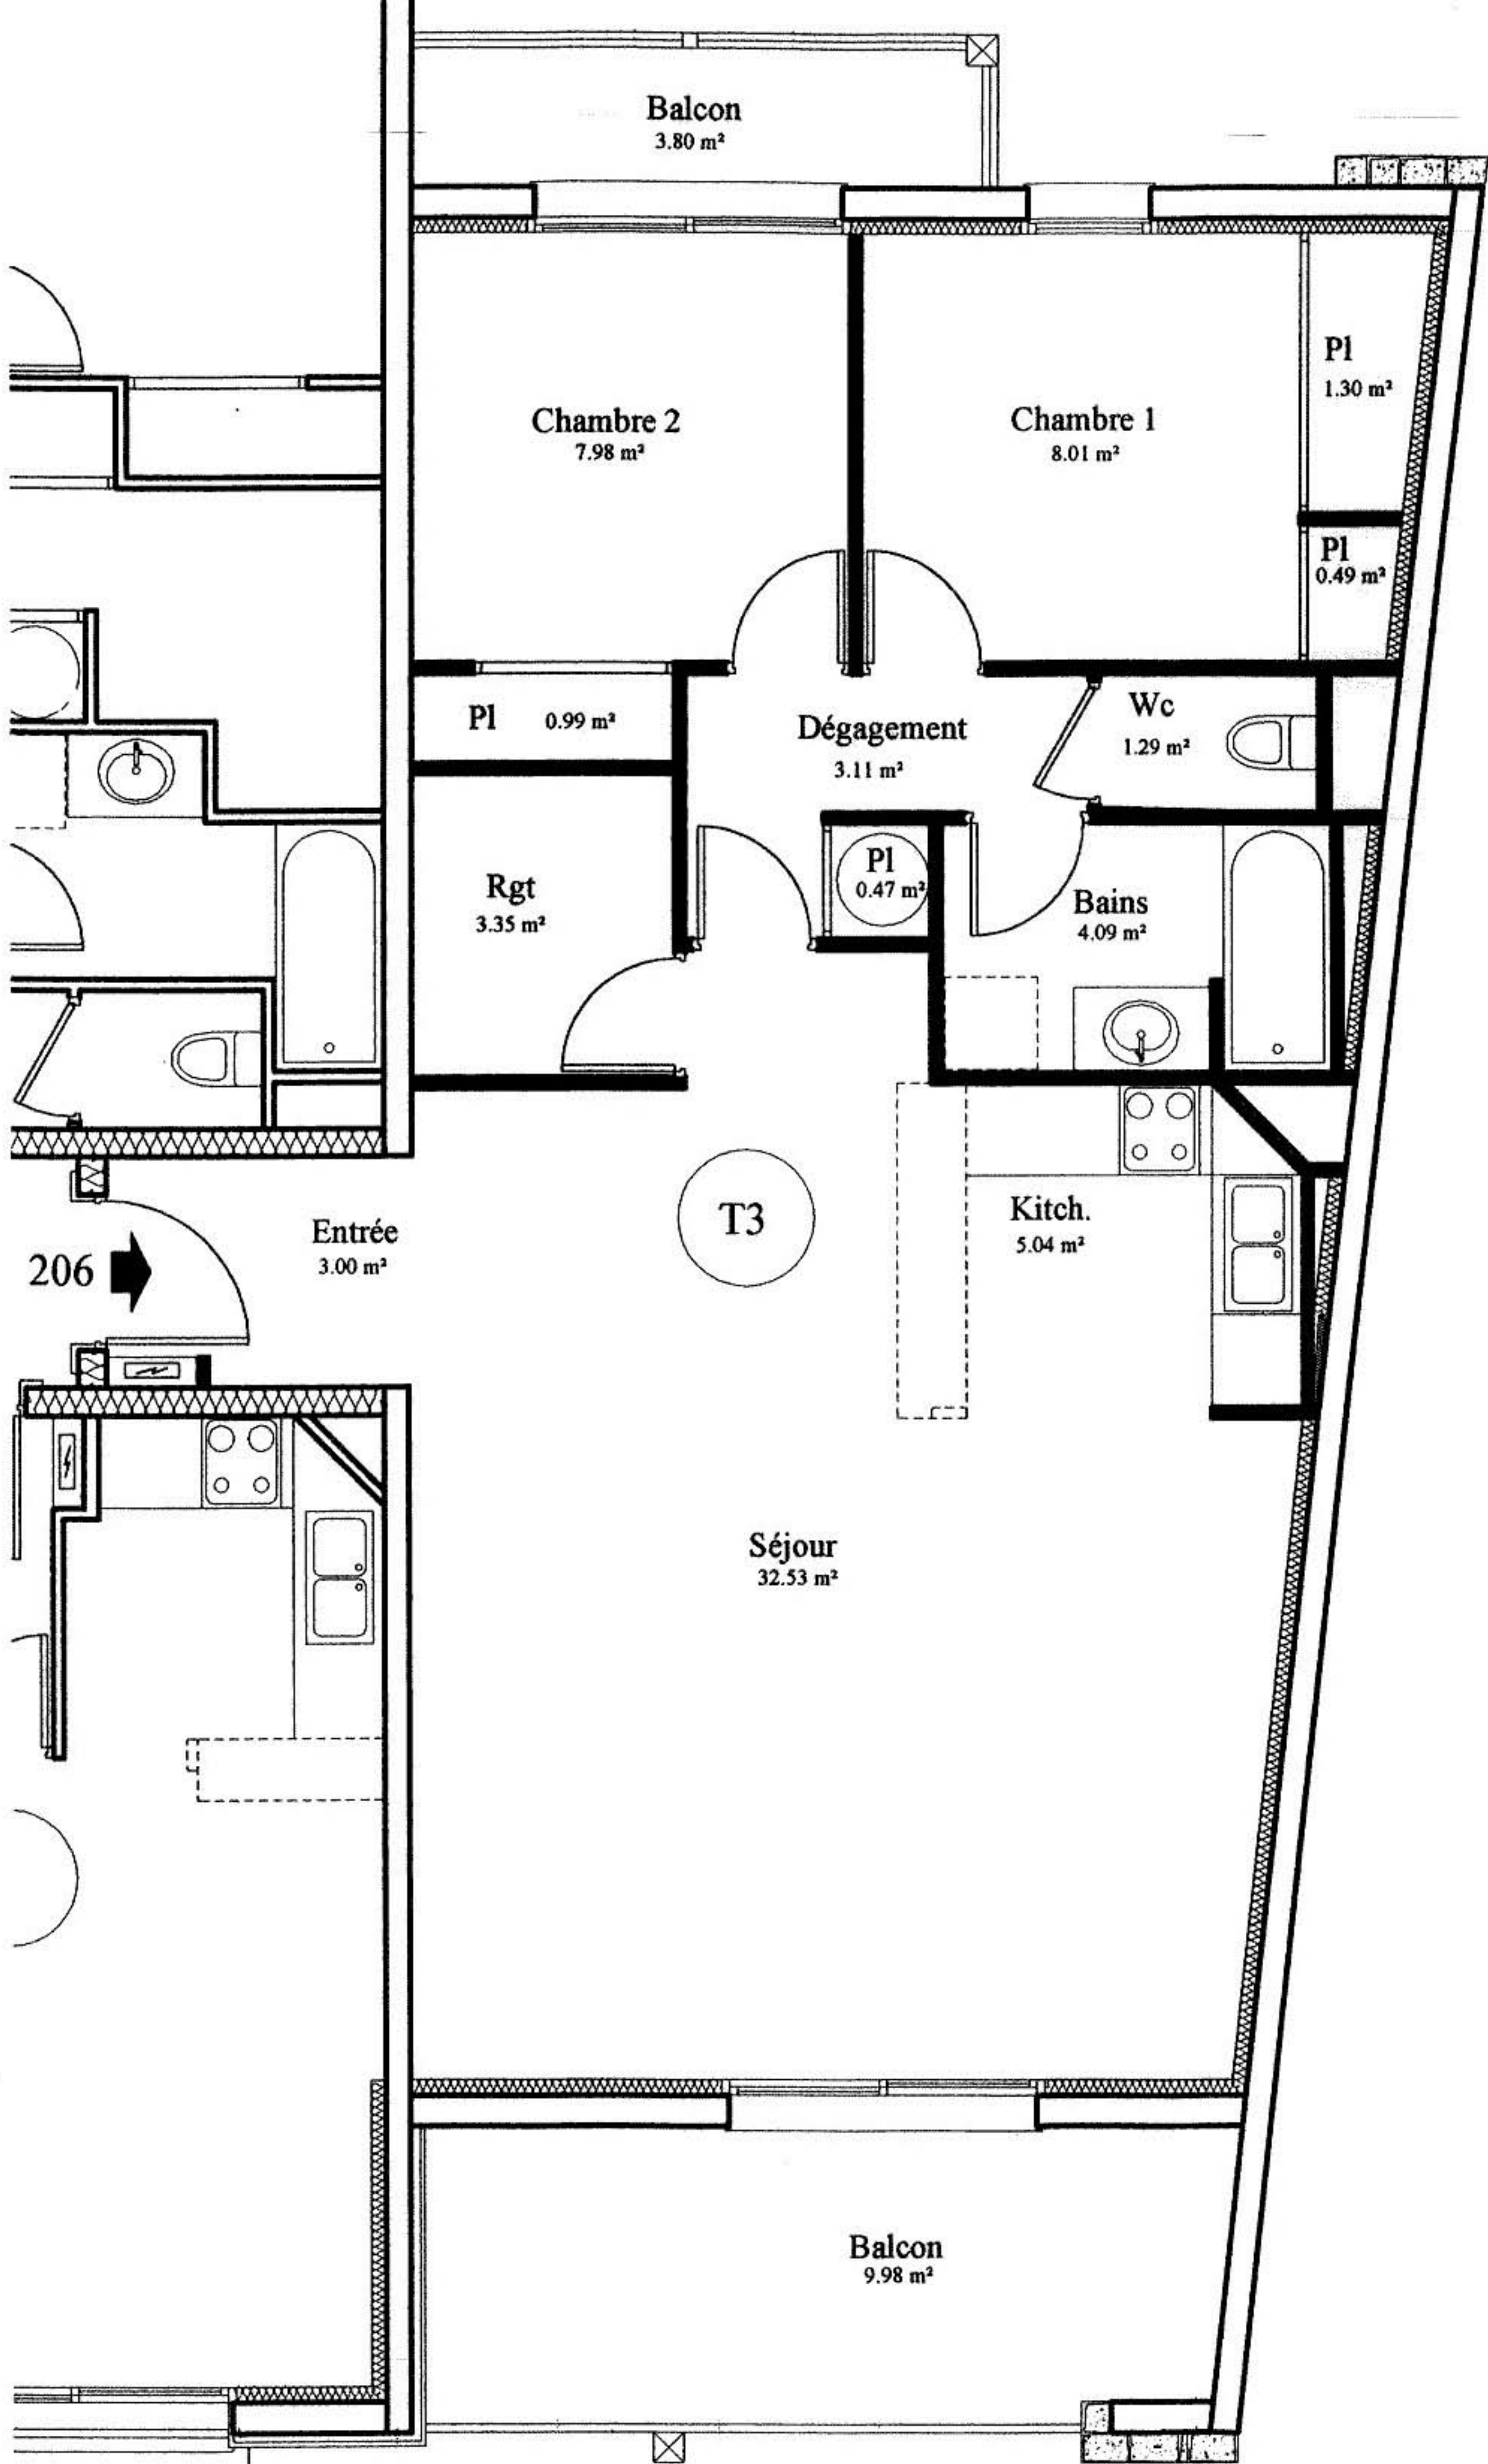 Balcon
3.80 m²
Pl
1.30 m²
Chambre 2
7.98 m²
Chambre 1
8.01 m²
Pl
0.49 m²
Pl 0.99 m²
Dégagement
3.11 m²
Wc
1.29 m²
Rgt
3.35 m²
Pl
0.47 m²
Bains
4.09 m²
206
Entrée
3.00 m²
T3
Kitch.
5.04 m²
Séjour
32.53 m²
Balcon
9.98 m²